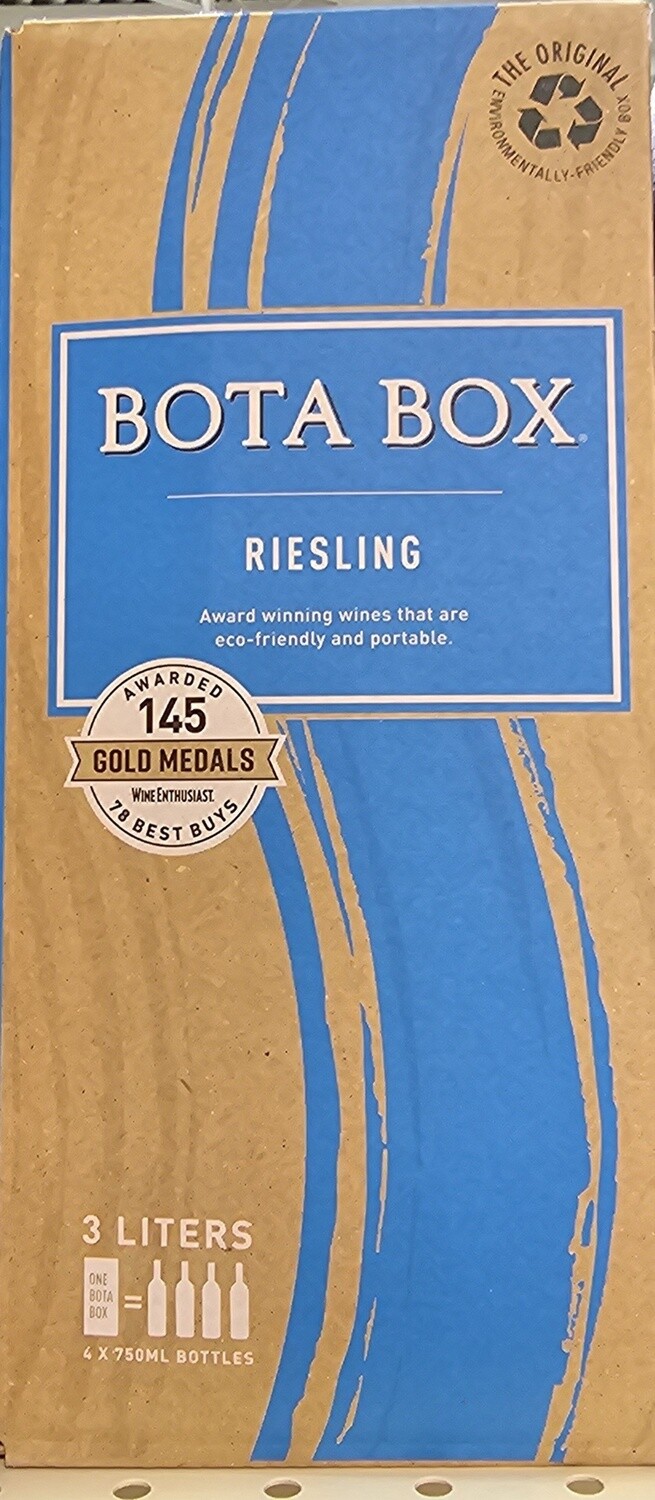 THE ORIGINAL
ENVIRONMENTALLY-FRIENDLY BOX
BOTA BOX®
RIESLING
Award winning wines that are
eco-friendly and portable.
AWARDED
145
GOLD MEDALS
WINE ENTHUSIAST
78 BEST BUYS
3 LITERS
ONE
BOTA
BOX
=
4 X 750ML BOTTLES